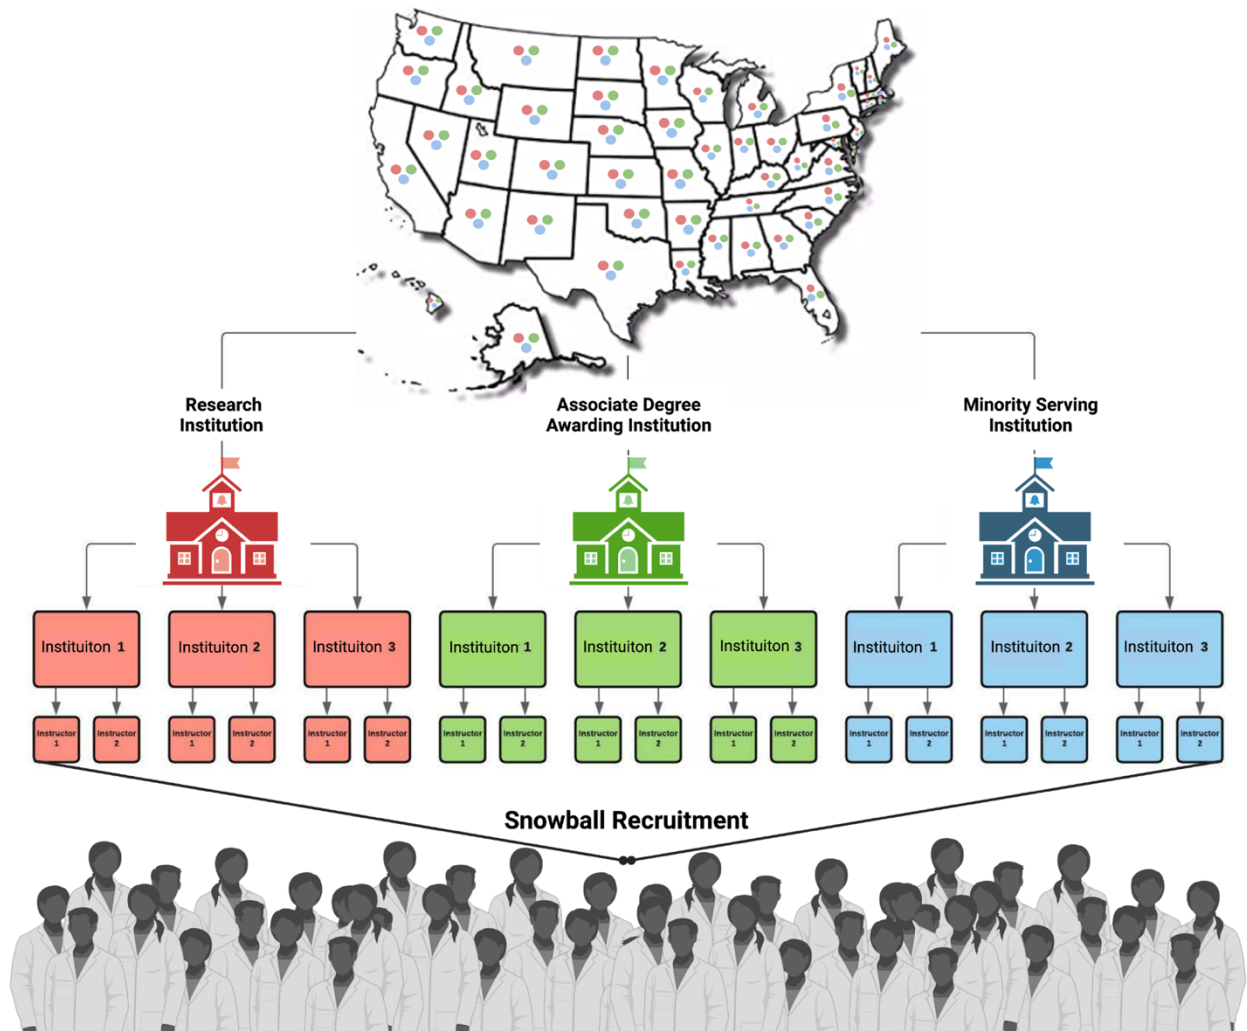 Research
Institution
Associate Degree
Awarding Institution
Minority Serving
Institution
Instituiton 1
Instituiton 2
Instituiton 3
Instituiton 1
Instituiton 2
Instituiton 3
Instituiton 1
Instituiton 2
Instituiton 3
Instructor
1
Instructor
2
Instructor
1
Instructor
2
Instructor
1
Instructor
2
Instructor
1
Instructor
2
Instructor
1
Instructor
2
Instructor
1
Instructor
2
Instructor
1
Instructor
2
Instructor
1
Instructor
2
Instructor
1
Instructor
2
Snowball Recruitment